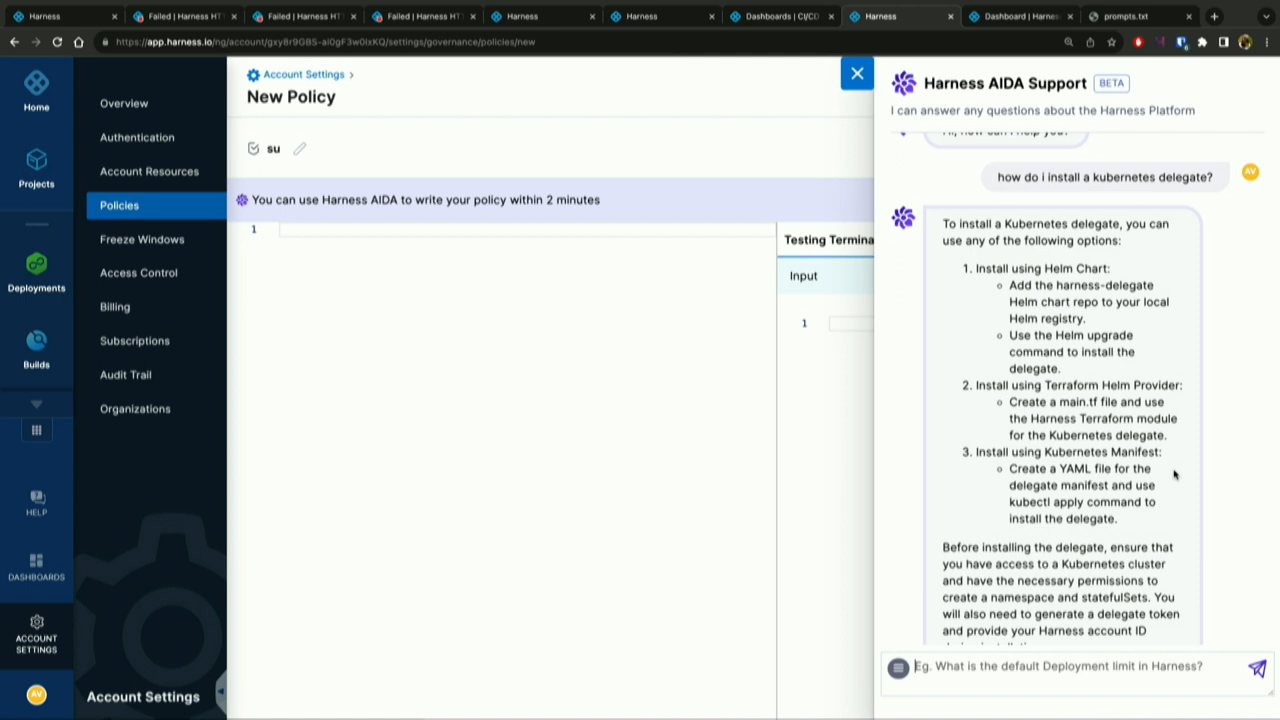 Harness
Failed | Harness HT
Failed | Harness HT
Failed | Harness HT
Harness
Harness
Dashboards | CI/CD
Harness
Dashboard | Harne
prompts.txt
https://app.harness.io/ng/account/gxy8r9GBS-ai0gF3w0ixKQ/settings/governance/policies/new
Home
Projects
Deployments
Builds
HELP
DASHBOARDS
ACCOUNT
SETTINGS
AV
Overview
Authentication
Account Resources
Policies
Freeze Windows
Access Control
Billing
Subscriptions
Audit Trail
Organizations
Account Settings
Account Settings >
New Policy
su
You can use Harness AIDA to write your policy within 2 minutes
1
Testing Termina
Input
1
Harness AIDA Support BETA
I can answer any questions about the Harness Platform
Hi, how can I help you?
how do i install a kubernetes delegate?
AV
To install a Kubernetes delegate, you can
use any of the following options:
1. Install using Helm Chart:
Add the harness-delegate
Helm chart repo to your local
Helm registry.
Use the Helm upgrade
command to install the
delegate.
2. Install using Terraform Helm Provider:
Create a main.tf file and use
the Harness Terraform module
for the Kubernetes delegate.
3. Install using Kubernetes Manifest:
Create a YAML file for the
delegate manifest and use
kubectl apply command to
install the delegate.
Before installing the delegate, ensure that
you have access to a Kubernetes cluster
and have the necessary permissions to
create a namespace and statefulSets. You
will also need to generate a delegate token
and provide your Harness account ID
Eg. What is the default Deployment limit in Harness?